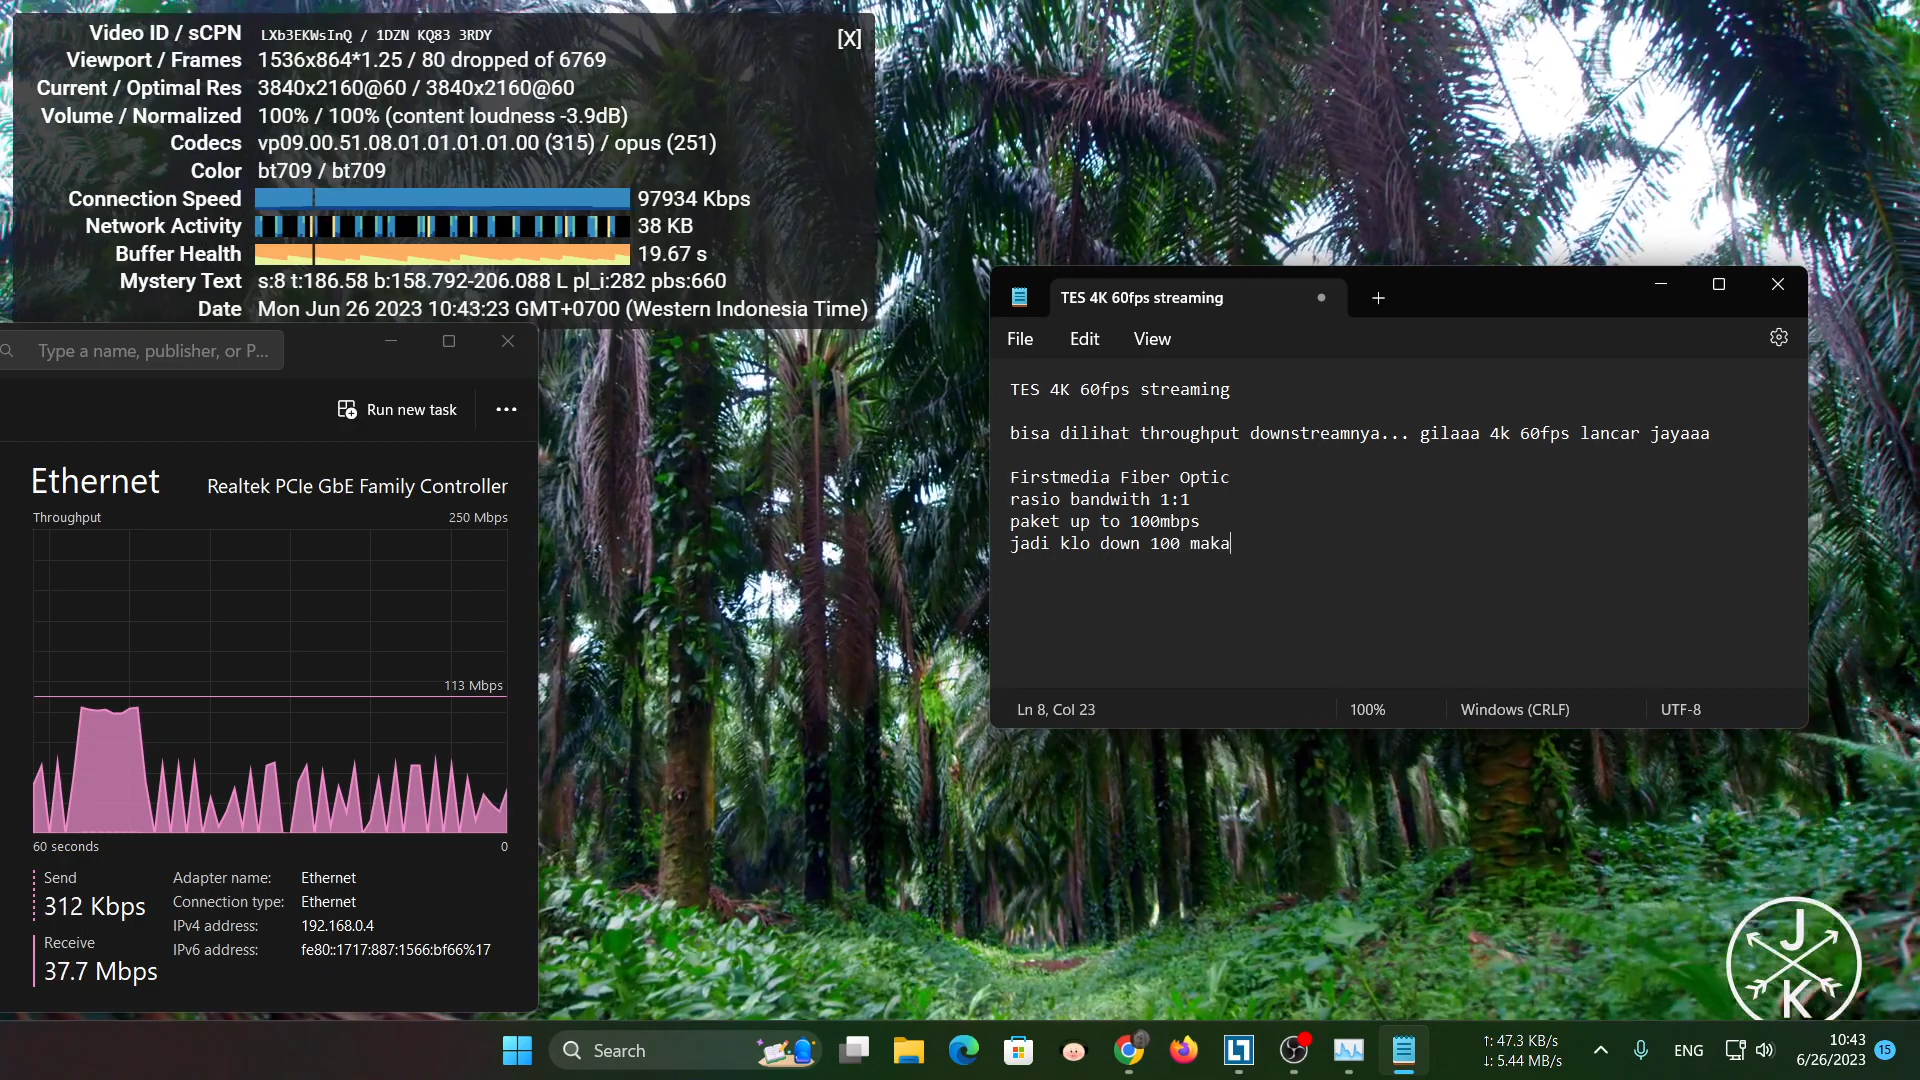 Video ID / sCPN LXb3EKWsInQ / 1DZN KQ83 3RDY
[X]
Viewport / Frames 1536x864*1.25 / 80 dropped of 6769
Current / Optimal Res 3840x2160@60 / 3840x2160@60
Volume / Normalized 100% / 100% (content loudness -3.9dB)
Codecs vp09.00.51.08.01.01.01.01.00 (315) / opus (251)
Color bt709 / bt709
Connection Speed 97934 Kbps
Network Activity 38 KB
Buffer Health 19.67 s
Mystery Text s:8 t:186.58 b:158.792-206.088 L pl_i:282 pbs:660
Date Mon Jun 26 2023 10:43:23 GMT+0700 (Western Indonesia Time)
Type a name, publisher, or P...
Run new task
Ethernet Realtek PCIe GbE Family Controller
Throughput 250 Mbps
113 Mbps
60 seconds 0
Send
312 Kbps
Receive
37.7 Mbps
Adapter name: Ethernet
Connection type: Ethernet
IPv4 address: 192.168.0.4
IPv6 address: fe80::1717:887:1566:bf66%17
TES 4K 60fps streaming
File Edit View
TES 4K 60fps streaming
bisa dilihat throughput downstreamnya... gilaaa 4k 60fps lancar jayaaa
Firstmedia Fiber Optic
rasio bandwith 1:1
paket up to 100mbps
jadi klo down 100 maka
Ln 8, Col 23 100% Windows (CRLF) UTF-8
J
K
Search
↑: 47.3 KB/s
↓: 5.44 MB/s
ENG
10:43
6/26/2023
15